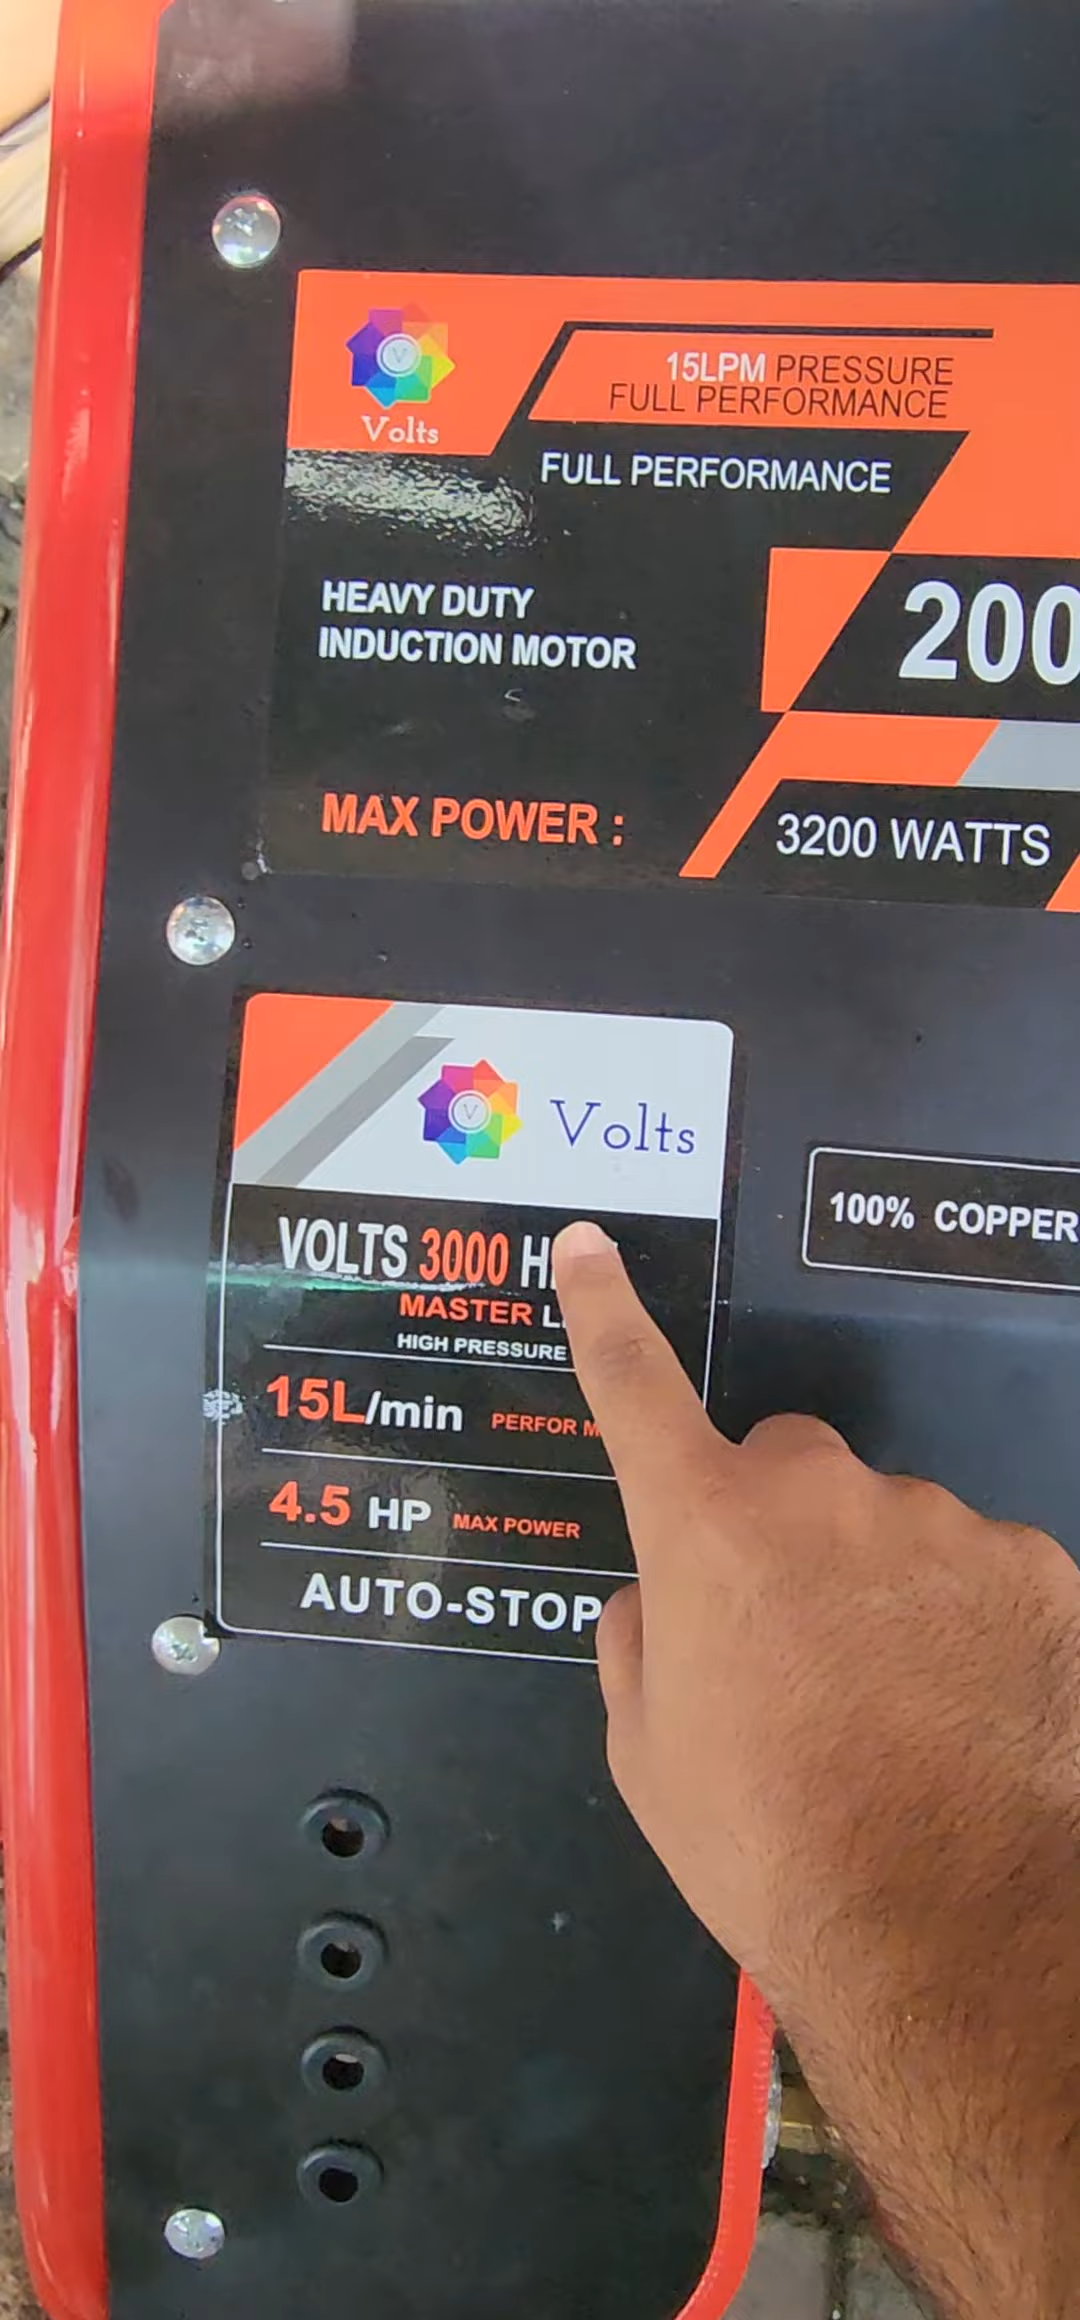 Volts
15LPM PRESSURE
FULL PERFORMANCE
FULL PERFORMANCE
HEAVY DUTY
INDUCTION MOTOR
200
MAX POWER :
3200 WATTS
V
Volts
100% COPPER
VOLTS 3000
MASTER
HIGH PRESSURE
15L/min
4.5 HP MAX POWER
AUTO-STOP